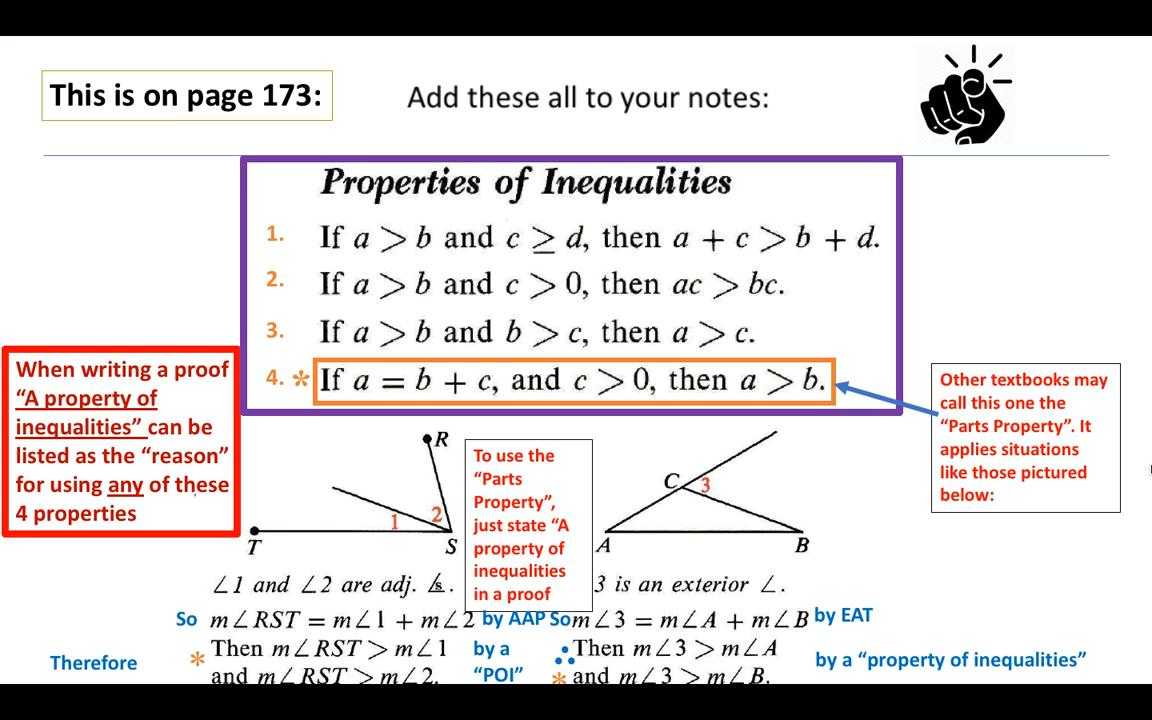 This is on page 173:
Add these all to your notes:
Properties of Inequalities
1. If a > b and c ≥ d, then a + c > b + d.
2. If a > b and c > 0, then ac > bc.
3. If a > b and b > c, then a > c.
4. * If a = b + c, and c > 0, then a > b.
When writing a proof
“A property of
inequalities” can be
listed as the “reason”
for using any of these
4 properties
Other textbooks may
call this one the
“Parts Property”. It
applies situations
like those pictured
below:
R
1
2
T
S
To use the
“Parts
Property”,
just state “A
property of
inequalities
in a proof
C
3
A
B
∠1 and ∠2 are adj. ∠s.
So m∠RST = m∠1 + m∠2 by AAP
Therefore * Then m∠RST > m∠1 by a
and m∠RST > m∠2. “POI”
3 is an exterior ∠.
So m∠3 = m∠A + m∠B by EAT
∴ Then m∠3 > m∠A
* and m∠3 > m∠B.
by a “property of inequalities”